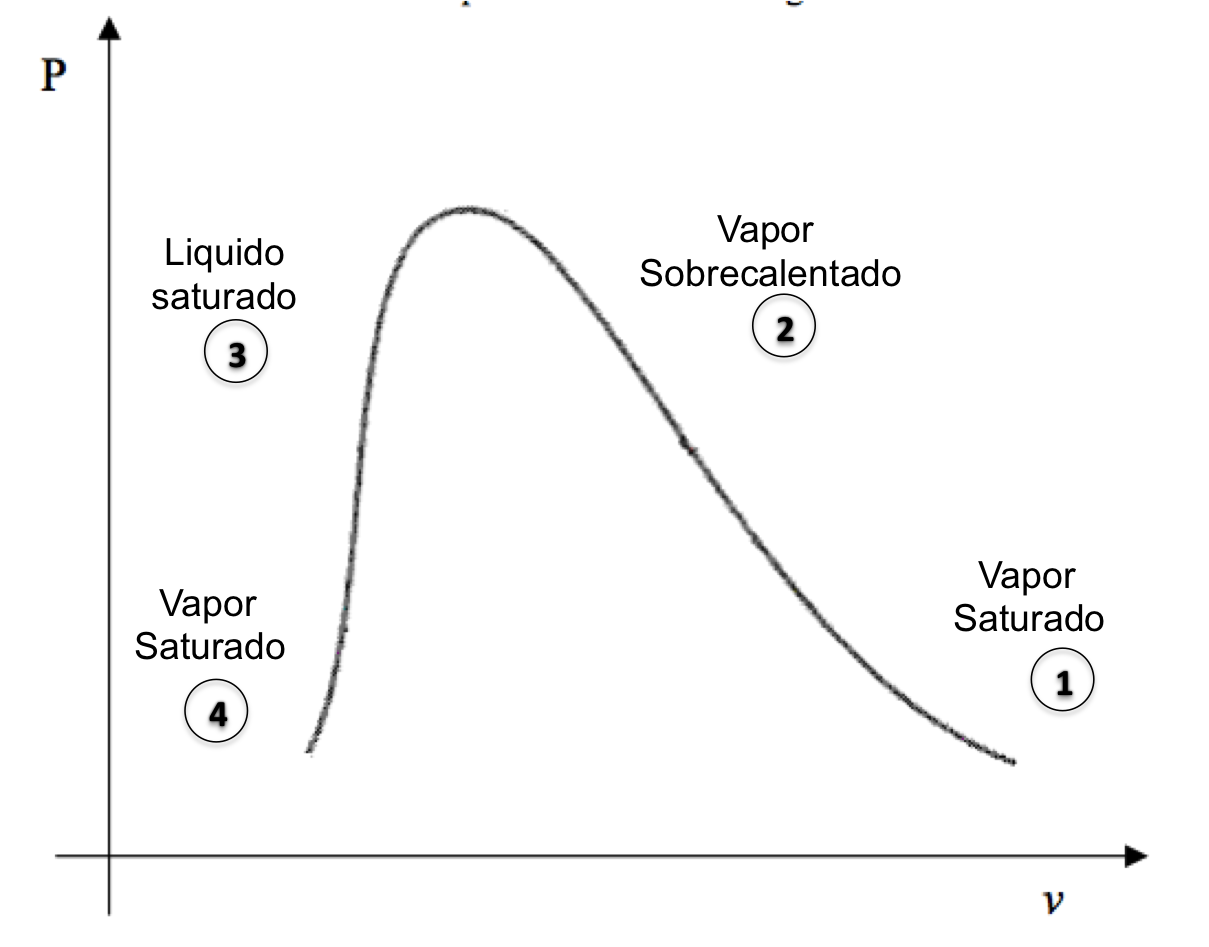 P
Liquido
saturado
3
Vapor
Sobrecalentado
2
Vapor
Saturado
4
Vapor
Saturado
1
v